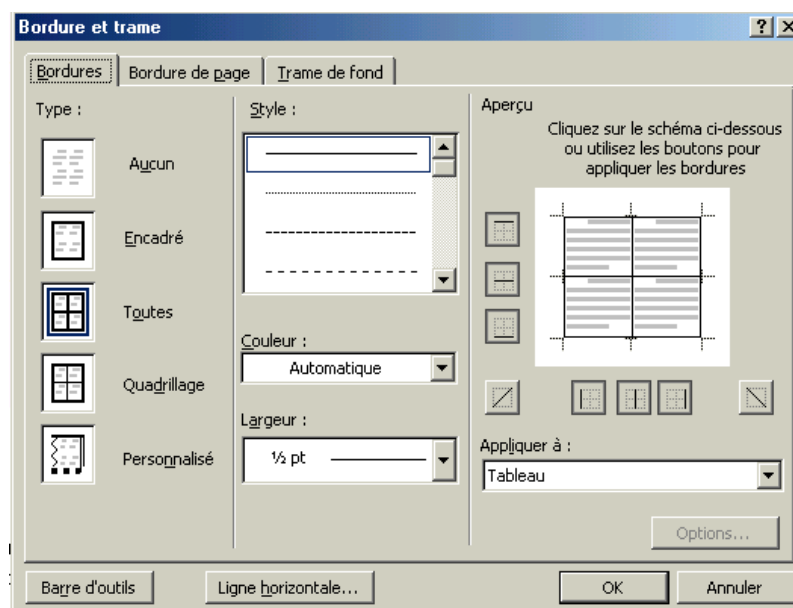 Bordure et trame
Bordures
Bordure de page
Trame de fond
Type :
Aucun
Encadré
Toutes
Quadrillage
Personnalisé
Style :
Couleur :
Automatique
Largeur :
½ pt
Aperçu
Cliquez sur le schéma ci-dessous
ou utilisez les boutons pour
appliquer les bordures
Appliquer à :
Tableau
Options...
Barre d'outils
Ligne horizontale...
OK
Annuler